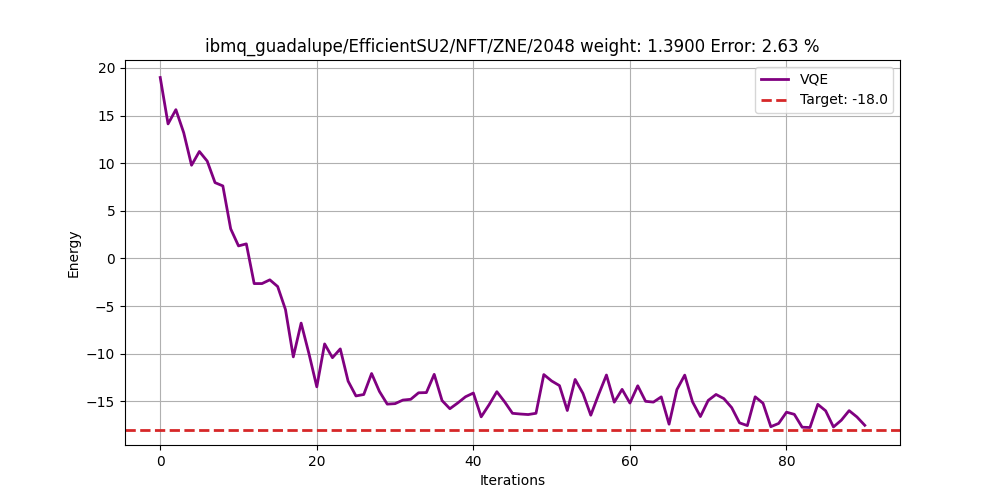 ibmq_guadalupe/EfficientSU2/NFT/ZNE/2048 weight: 1.3900 Error: 2.63 %
VQE
Target: -18.0
20
15
10
5
0
−5
−10
−15
Energy
0
20
40
60
80
Iterations